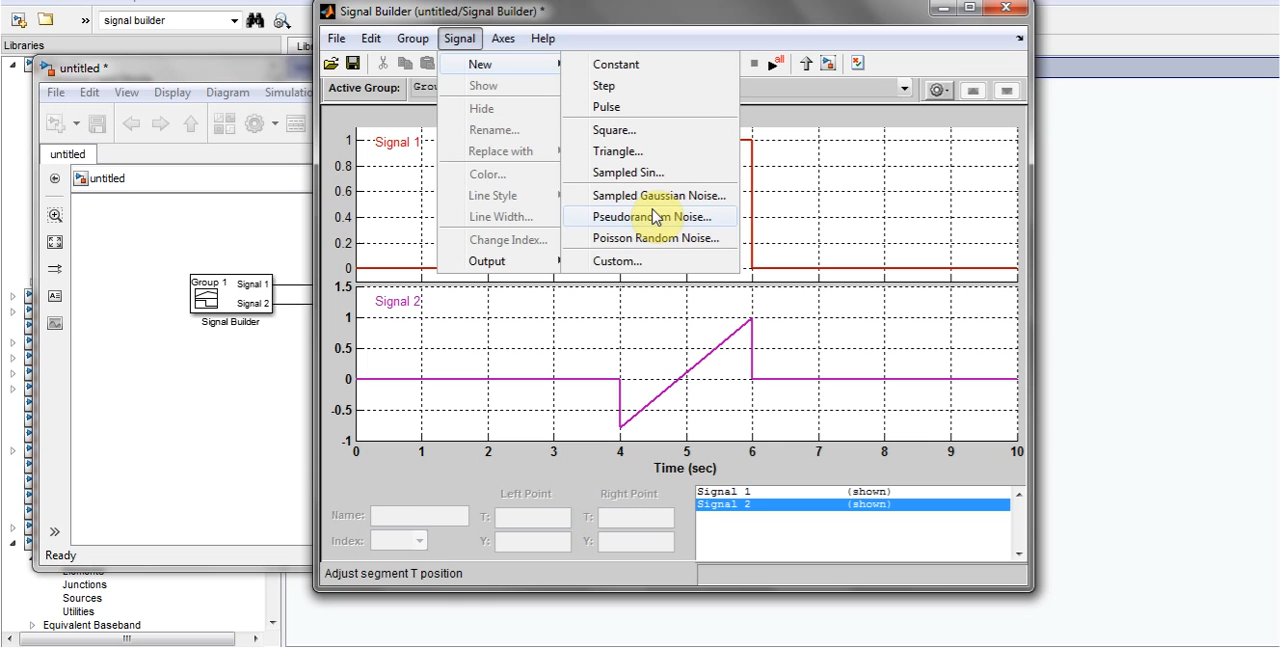 signal builder
Signal Builder (untitled/Signal Builder) *
Libraries
Lib
untitled *
File Edit View Display Diagram Simulatio
untitled
untitled
Group 1 Signal 1
Signal 2
Signal Builder
Ready
Junctions
Sources
Utilities
Equivalent Baseband
File Edit Group Signal Axes Help
all
Active Group: Grou
New
Show
Hide
Rename...
Replace with
Color...
Line Style
Line Width...
Change Index...
Output
Constant
Step
Pulse
Square...
Triangle...
Sampled Sin...
Sampled Gaussian Noise...
Pseudorandom Noise...
Poisson Random Noise...
Custom...
Signal 1
1
0.8
0.6
0.4
0.2
0
Signal 2
1.5
1
0.5
0
-0.5
-1
0 1 2 3 4 5 6 7 8 9 10
Time (sec)
Left Point Right Point
Name: T: T:
Index: Y: Y:
Signal 1 (shown)
Signal 2 (shown)
Adjust segment T position